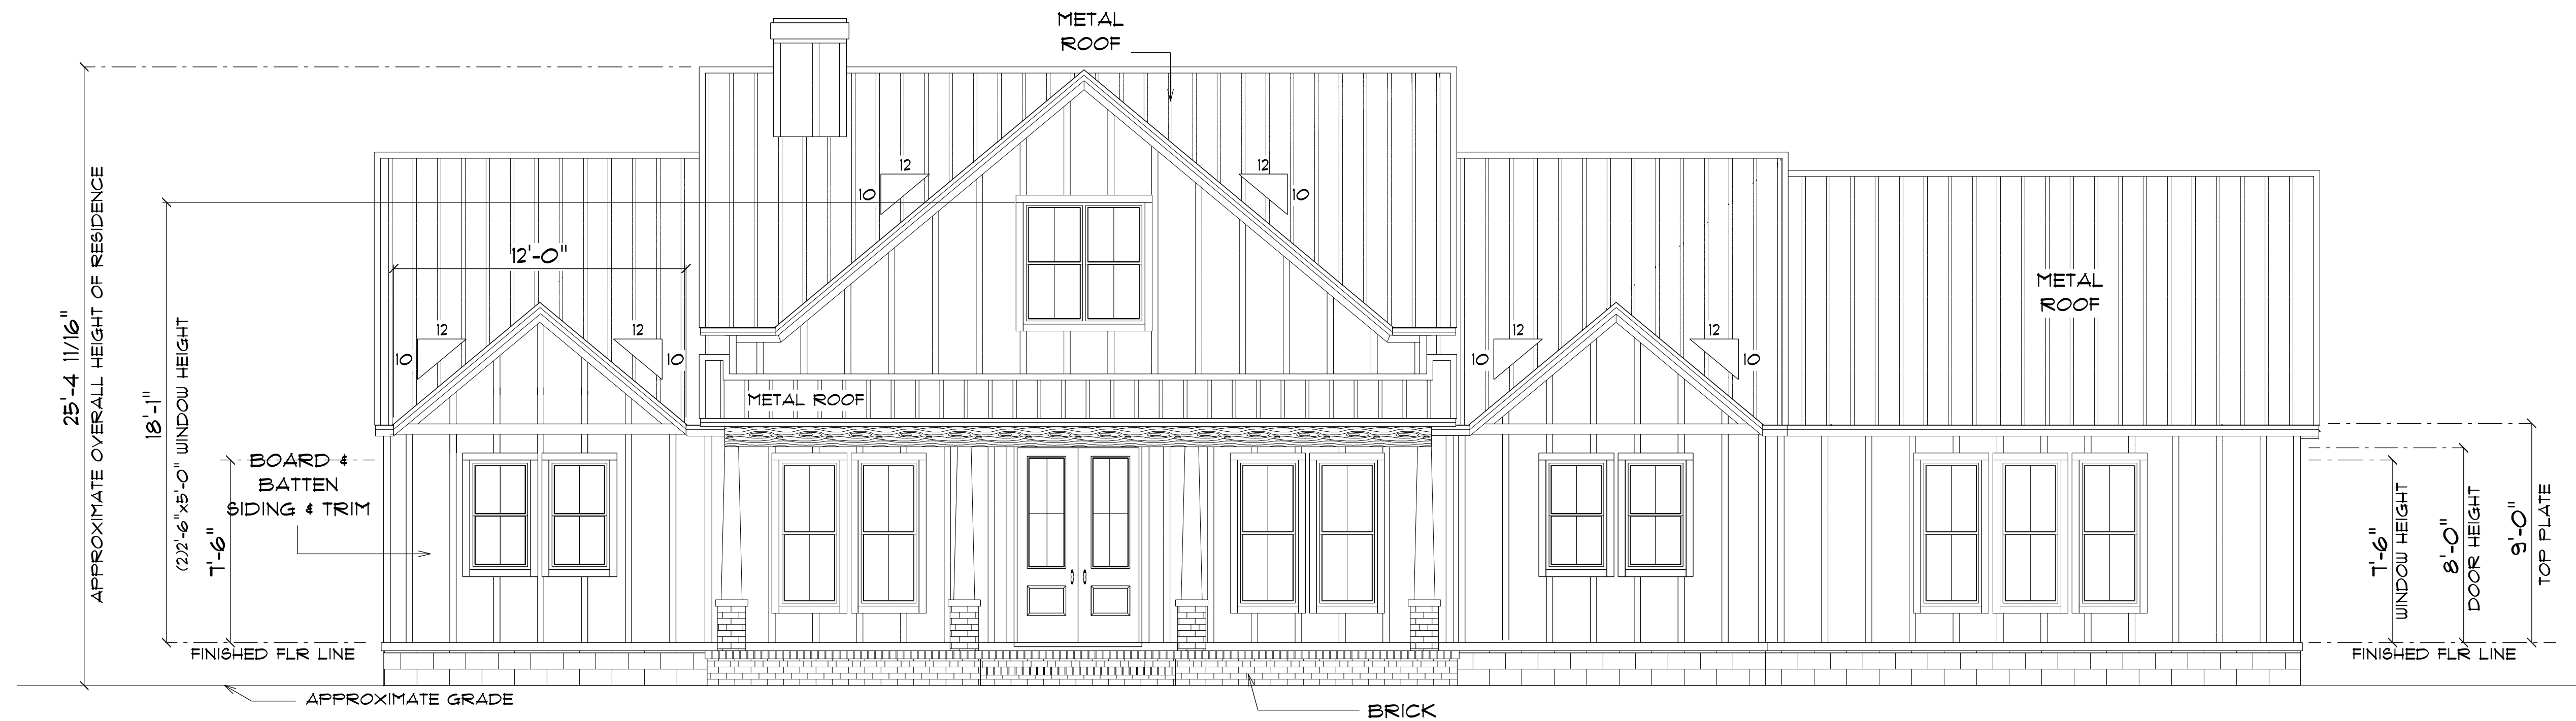 METAL
ROOF
12
10
12
10
12'-0"
12
10
12
10
12
10
12
10
METAL
ROOF
METAL ROOF
25'-4 11/16"
APPROXIMATE OVERALL HEIGHT OF RESIDENCE
18'-1"
(2)2'-6"x5'-0" WINDOW HEIGHT
7'-6"
BOARD &
BATTEN
SIDING & TRIM
7'-6"
WINDOW HEIGHT
8'-0"
DOOR HEIGHT
9'-0"
TOP PLATE
FINISHED FLR LINE
FINISHED FLR LINE
APPROXIMATE GRADE
BRICK